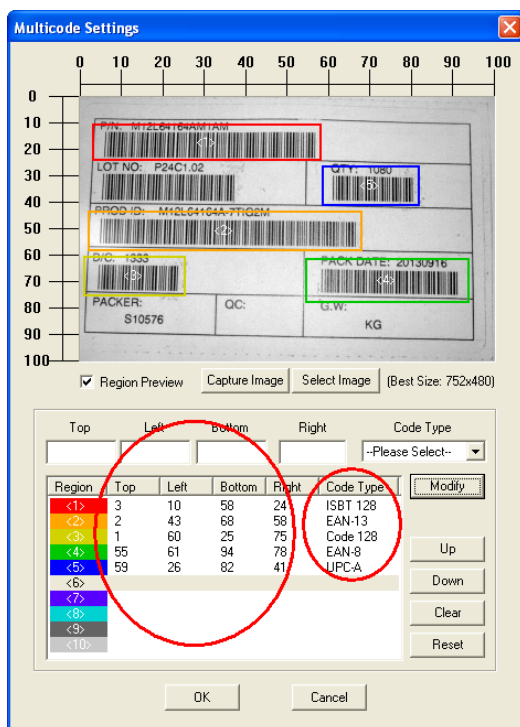 Multicode Settings
0 10 20 30 40 50 60 70 80 90 100
0
10
20
30
40
50
60
70
80
90
100
P/N: M12L64164AM1AM
<1>
LOT NO: P24C1.02
QTY: 1080
<5>
PROD ID: M12L64164A-7TIG2M
<2>
D/C: 1333
PACK DATE: 20130916
<3>
<4>
PACKER:
QC:
G.W:
S10576
KG
Region Preview
Capture Image
Select Image
(Best Size: 752x480)
Top Left Bottom Right Code Type
--Please Select--
Region Top Left Bottom Right Code Type
Modify
<1> 3 10 58 24 ISBT 128
<2> 2 43 68 58 EAN-13
<3> 1 60 25 75 Code 128
<4> 55 61 94 78 EAN-8
<5> 59 26 82 41 UPC-A
<6>
<7>
<8>
<9>
<10>
Up
Down
Clear
Reset
OK
Cancel